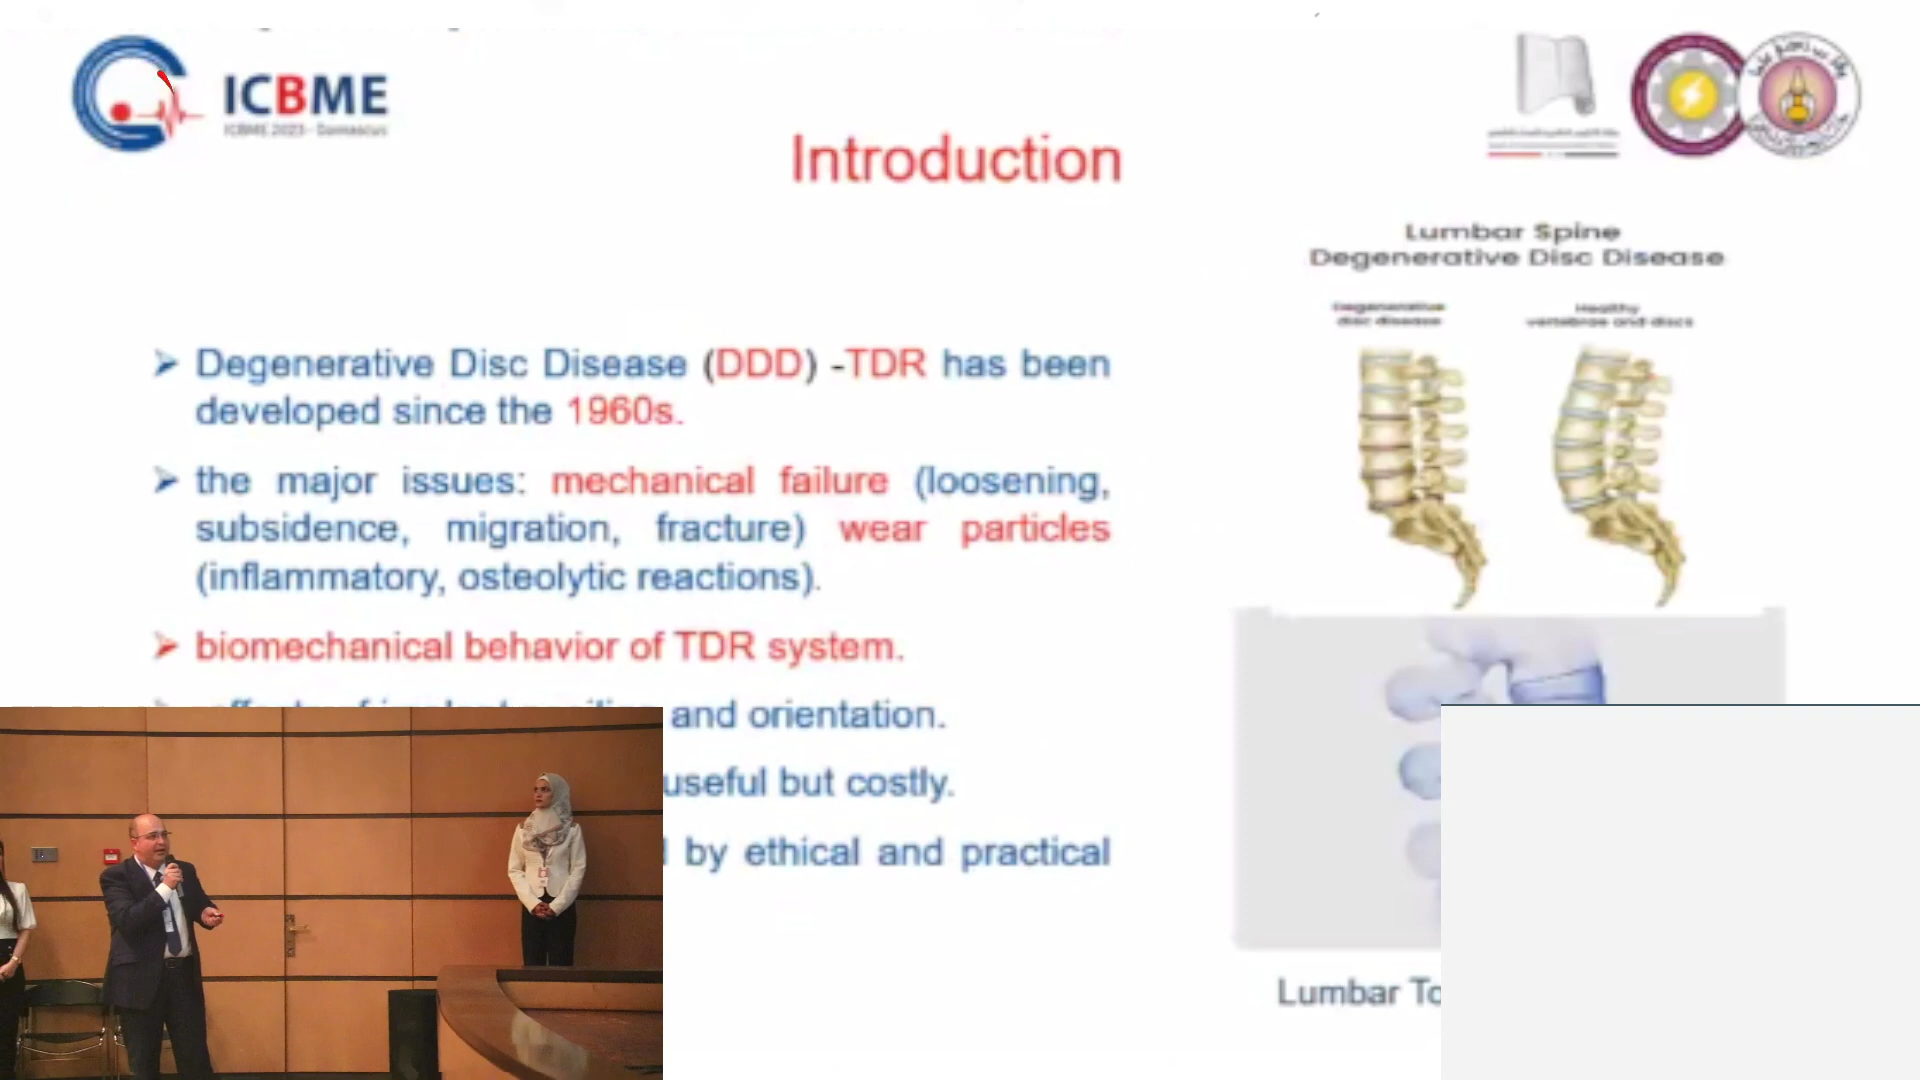 ICBME
ICBME 2023 - Damascus
Introduction
Lumbar Spine
Degenerative Disc Disease
Degenerative
disc disease
Healthy
vertebrae and discs
➢ Degenerative Disc Disease (DDD) -TDR has been
developed since the 1960s.
➢ the major issues: mechanical failure (loosening,
subsidence, migration, fracture) wear particles
(inflammatory, osteolytic reactions).
➢ biomechanical behavior of TDR system.
and orientation.
useful but costly.
by ethical and practical
Lumbar